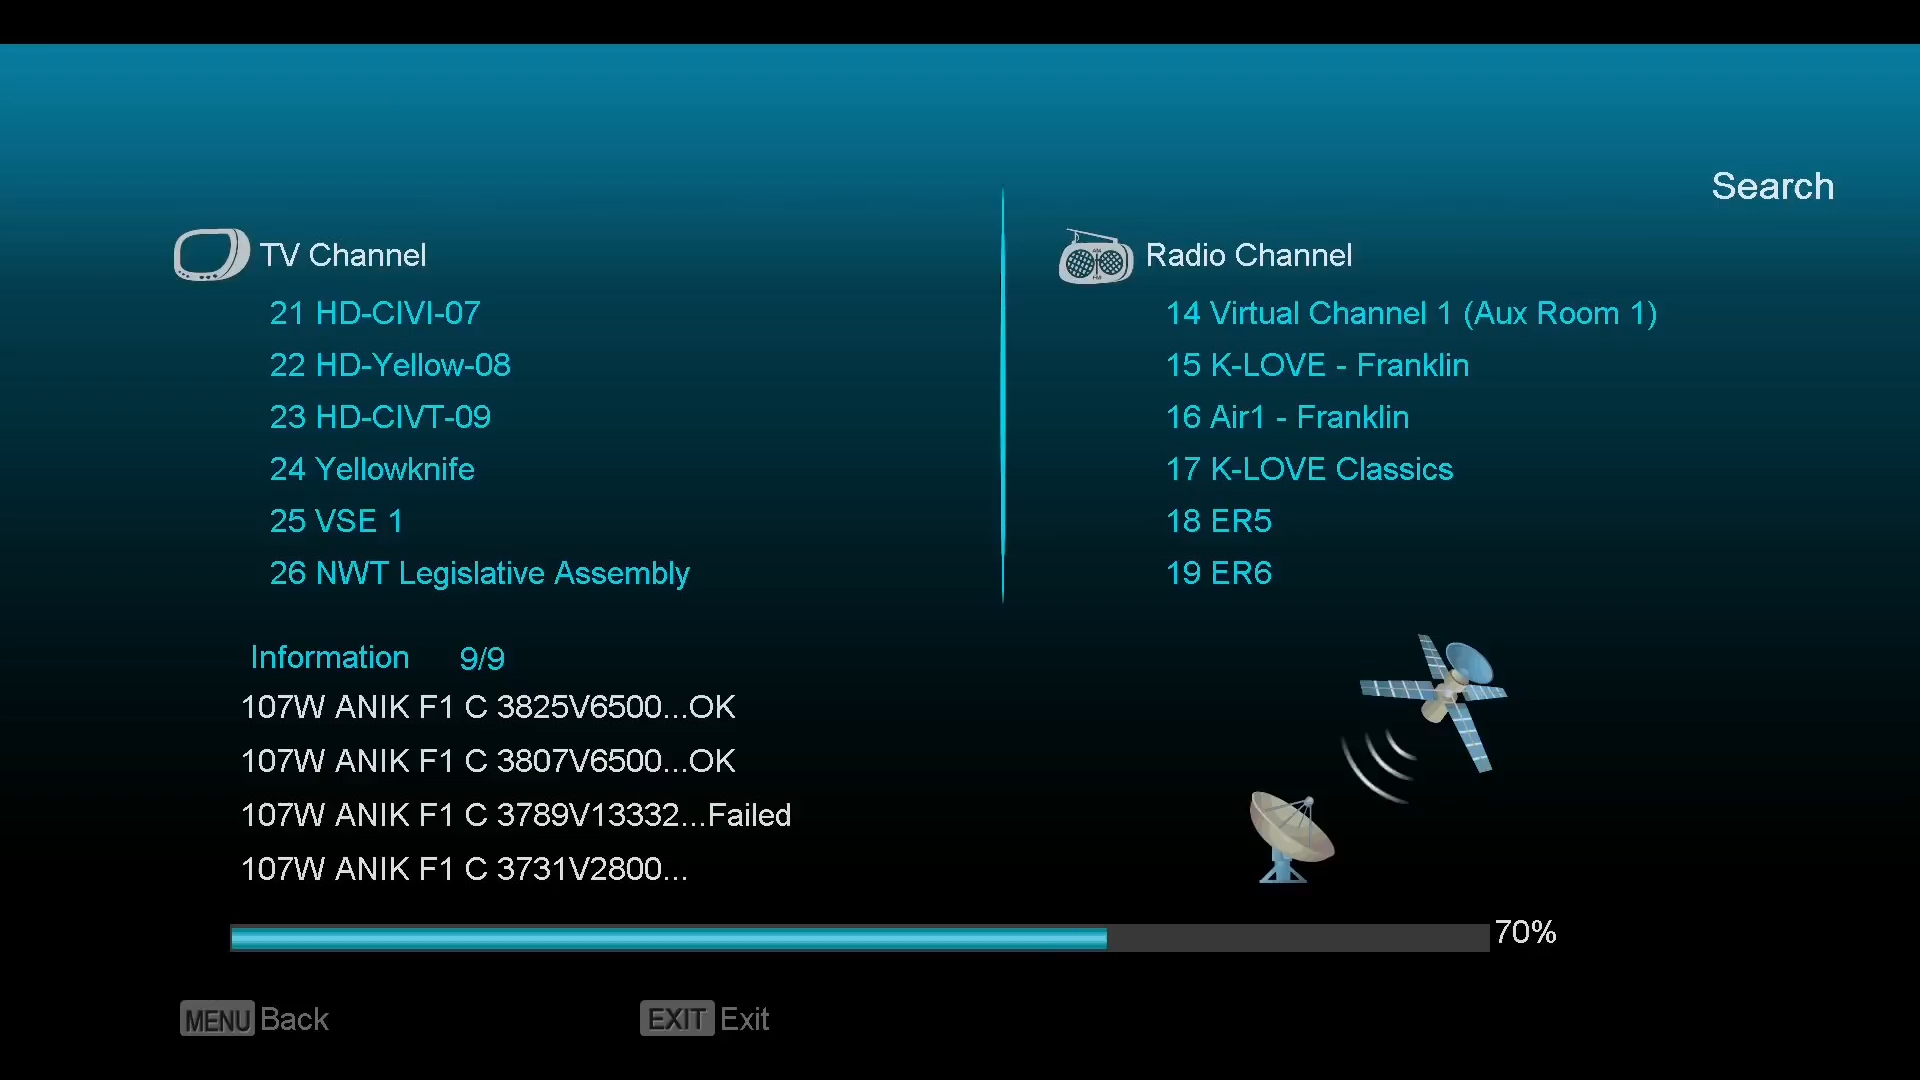 Search
TV Channel
21 HD-CIVI-07
22 HD-Yellow-08
23 HD-CIVT-09
24 Yellowknife
25 VSE 1
26 NWT Legislative Assembly
Radio Channel
14 Virtual Channel 1 (Aux Room 1)
15 K-LOVE - Franklin
16 Air1 - Franklin
17 K-LOVE Classics
18 ER5
19 ER6
Information 9/9
107W ANIK F1 C 3825V6500...OK
107W ANIK F1 C 3807V6500...OK
107W ANIK F1 C 3789V13332...Failed
107W ANIK F1 C 3731V2800...
70%
MENU Back
EXIT Exit